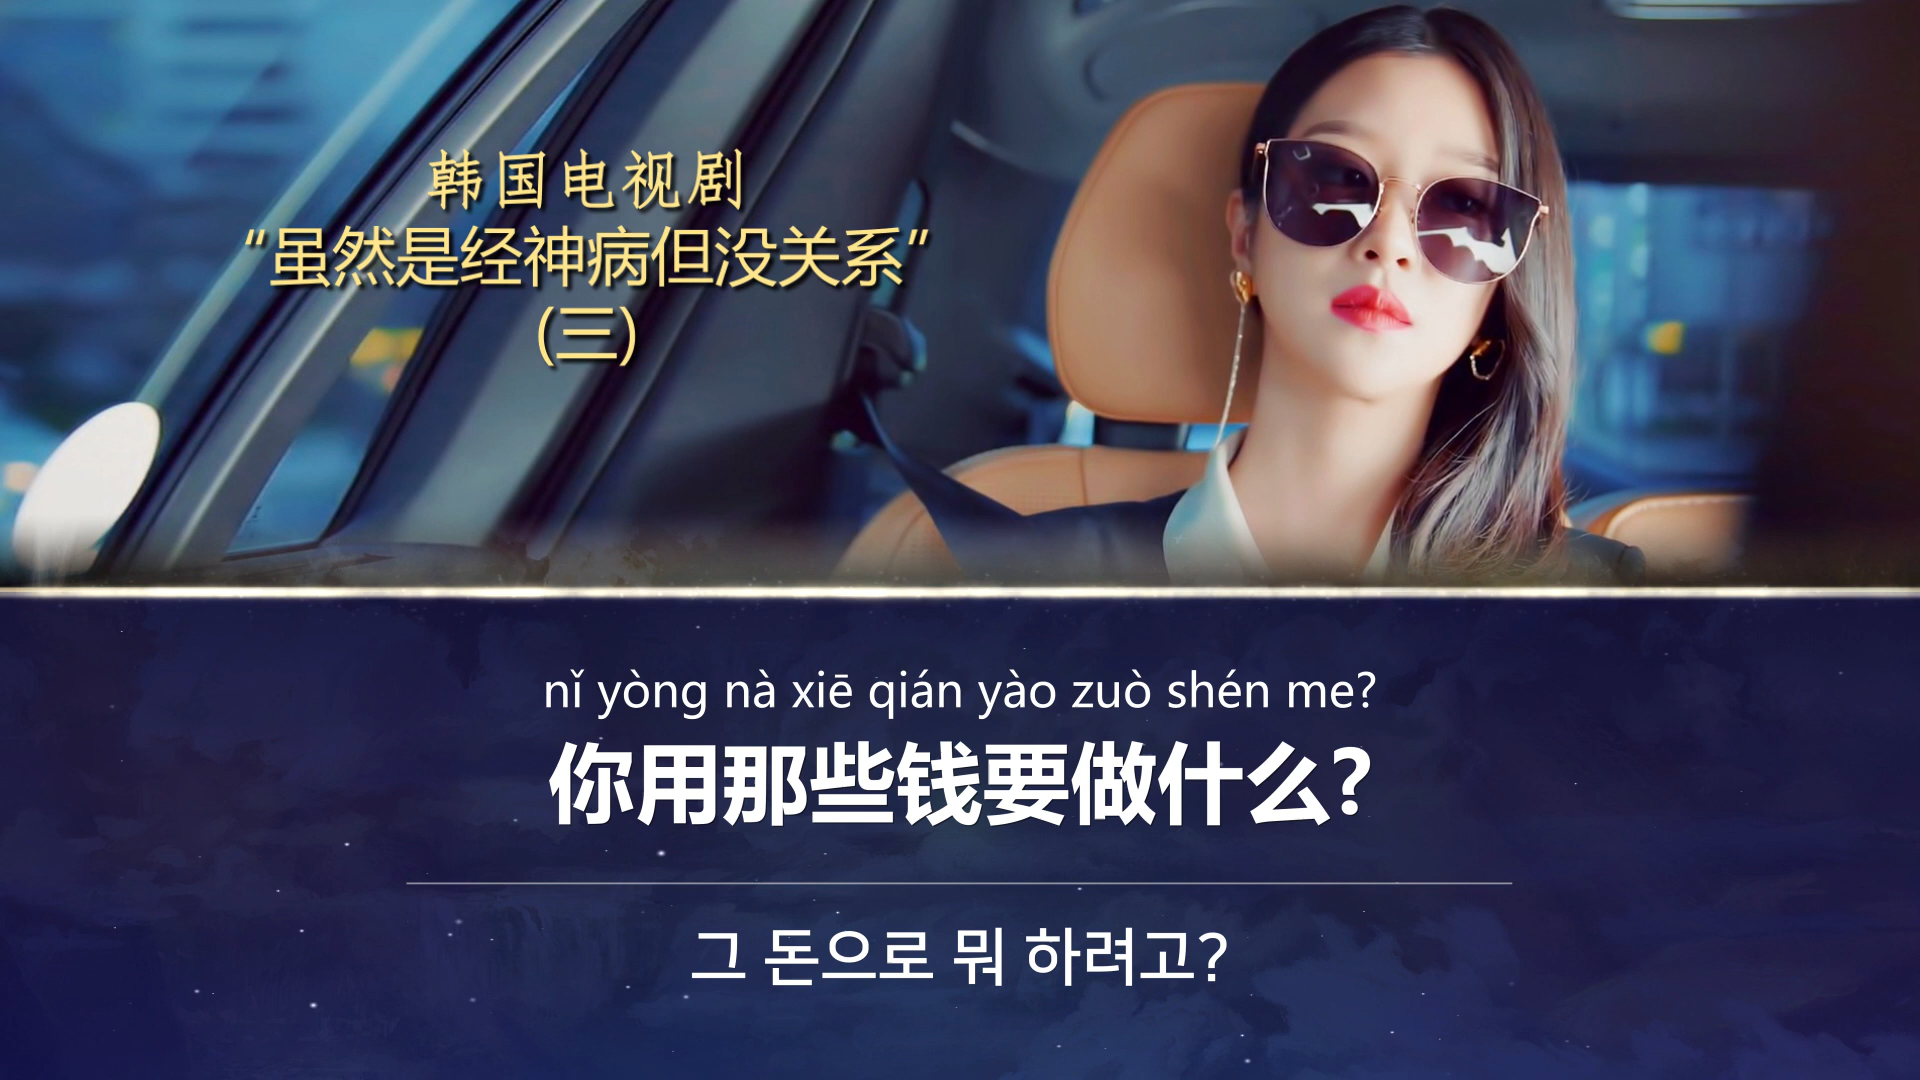 韩国电视剧
“虽然是经神病但没关系”
(三)
nǐ yòng nà xiē qián yào zuò shén me?
你用那些钱要做什么?
그 돈으로 뭐 하려고?